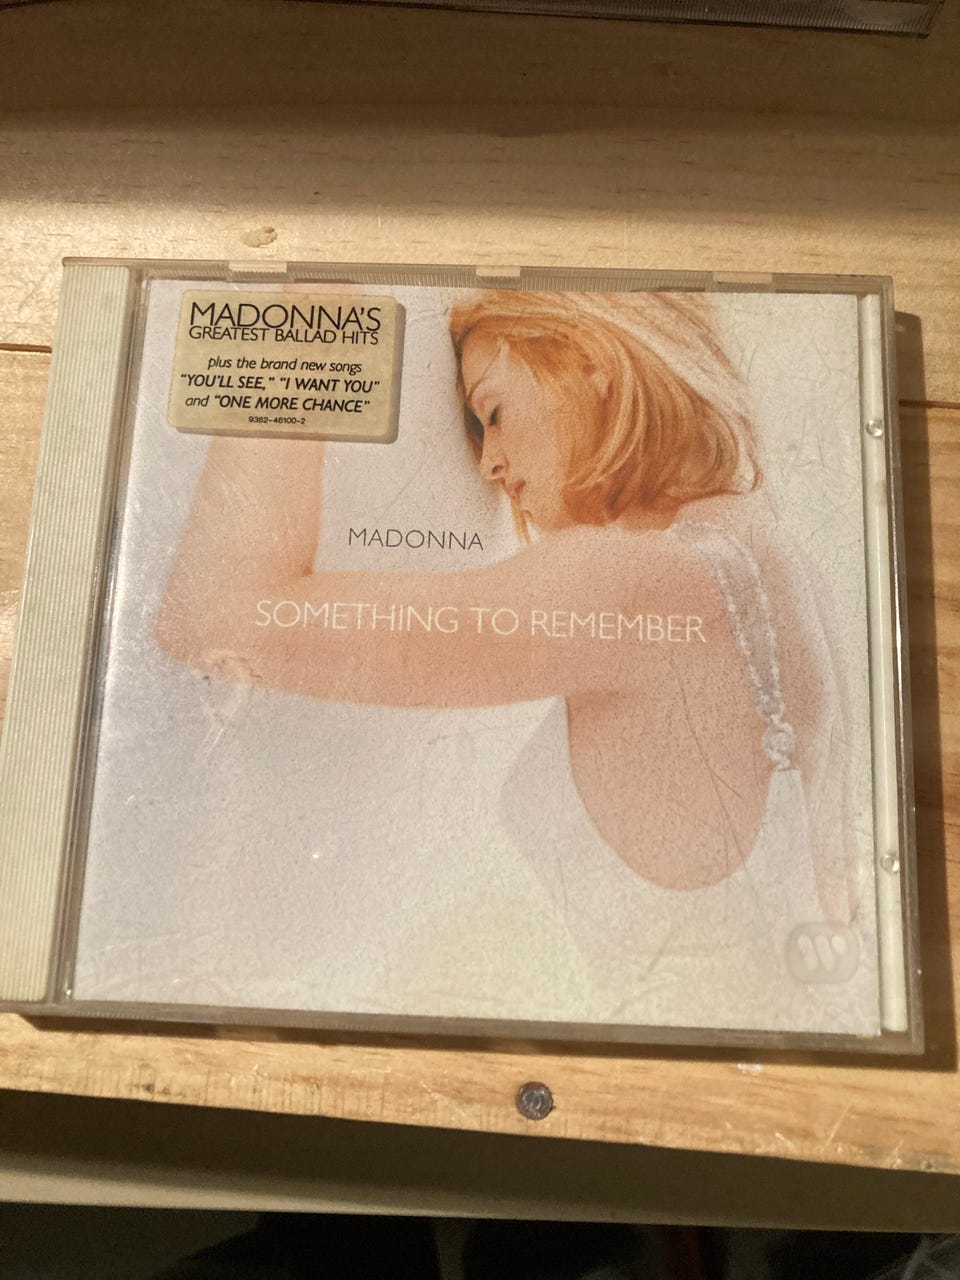 MADONNA'S
GREATEST BALLAD HITS
plus the brand new songs
"YOU'LL SEE," "I WANT YOU"
and "ONE MORE CHANCE"
9362-46100-2
MADONNA
SOMETHING TO REMEMBER